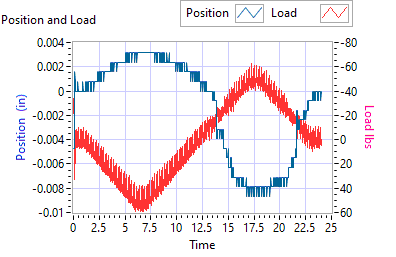 Position Load
Position and Load
0.004 -80
0.002 -60
0 -40
-0.002 -20
-0.004 0
-0.006 20
-0.008 40
-0.01 60
Position (in)
Load lbs
0 2.5 5 7.5 10 12.5 15 17.5 20 22.5 25
Time